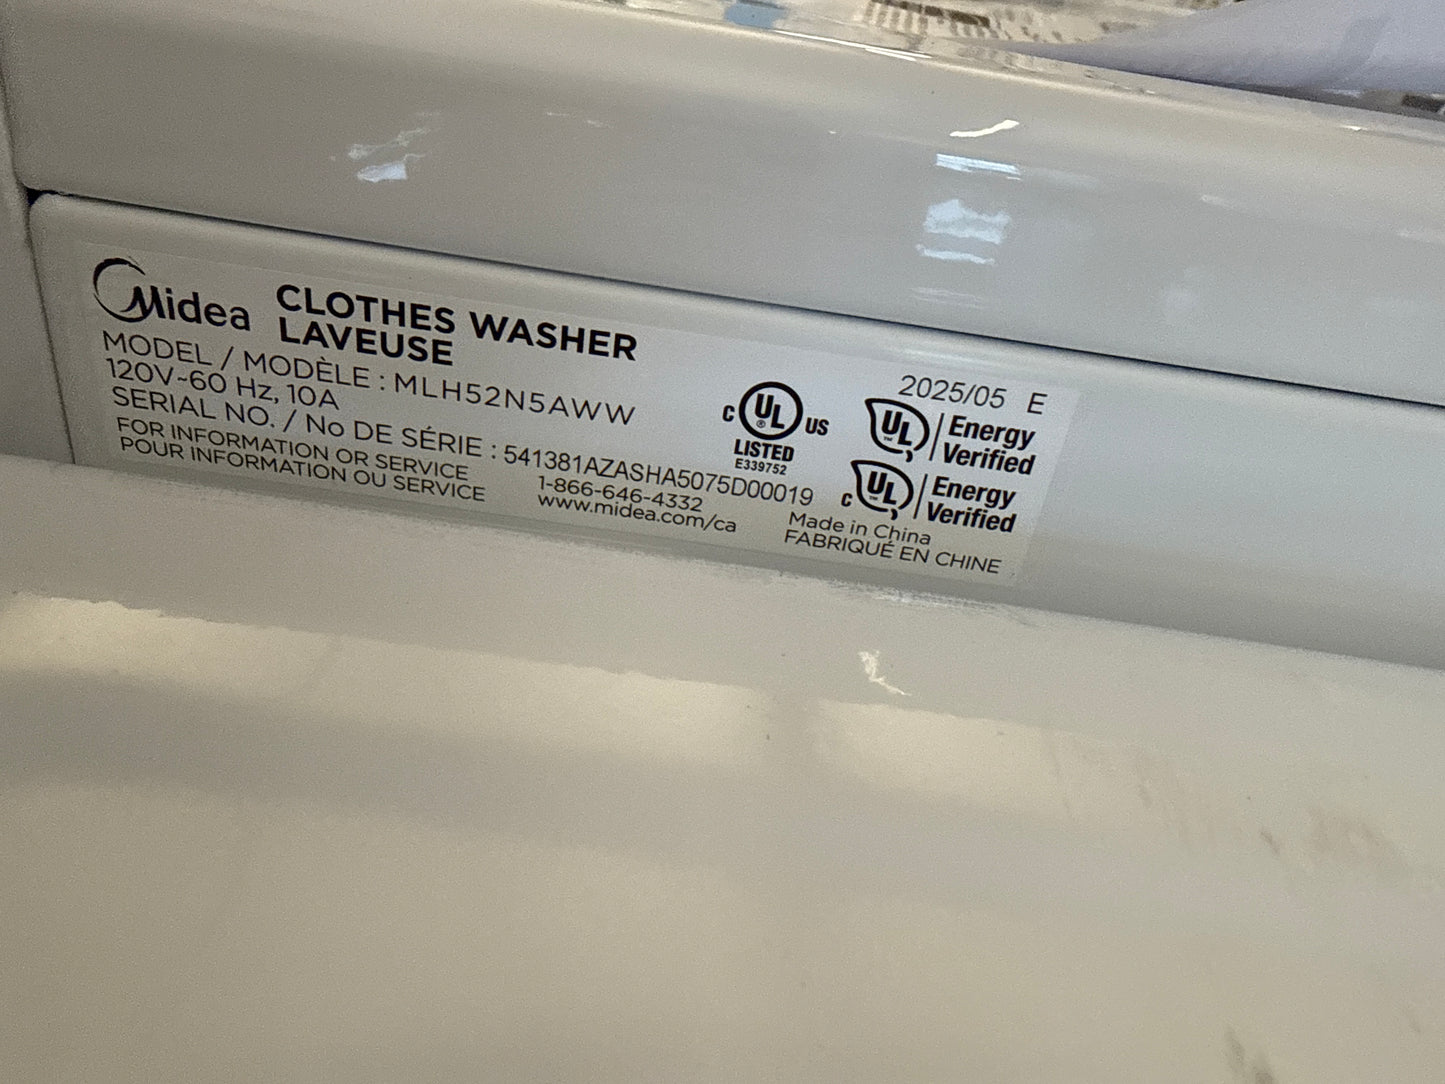 Midea
CLOTHES WASHER
LAVEUSE
MODEL / MODÈLE : MLH52N5AWW
120V~60 Hz, 10A
SERIAL NO. / No DE SÉRIE : 541381AZASHA5075D00019
FOR INFORMATION OR SERVICE
POUR INFORMATION OU SERVICE
1-866-646-4332
www.midea.com/ca
C UL ® US
LISTED
E339752
2025/05 E
UL ™ Energy
Verified
C UL ™ Energy
Verified
Made in China
FABRIQUÉ EN CHINE